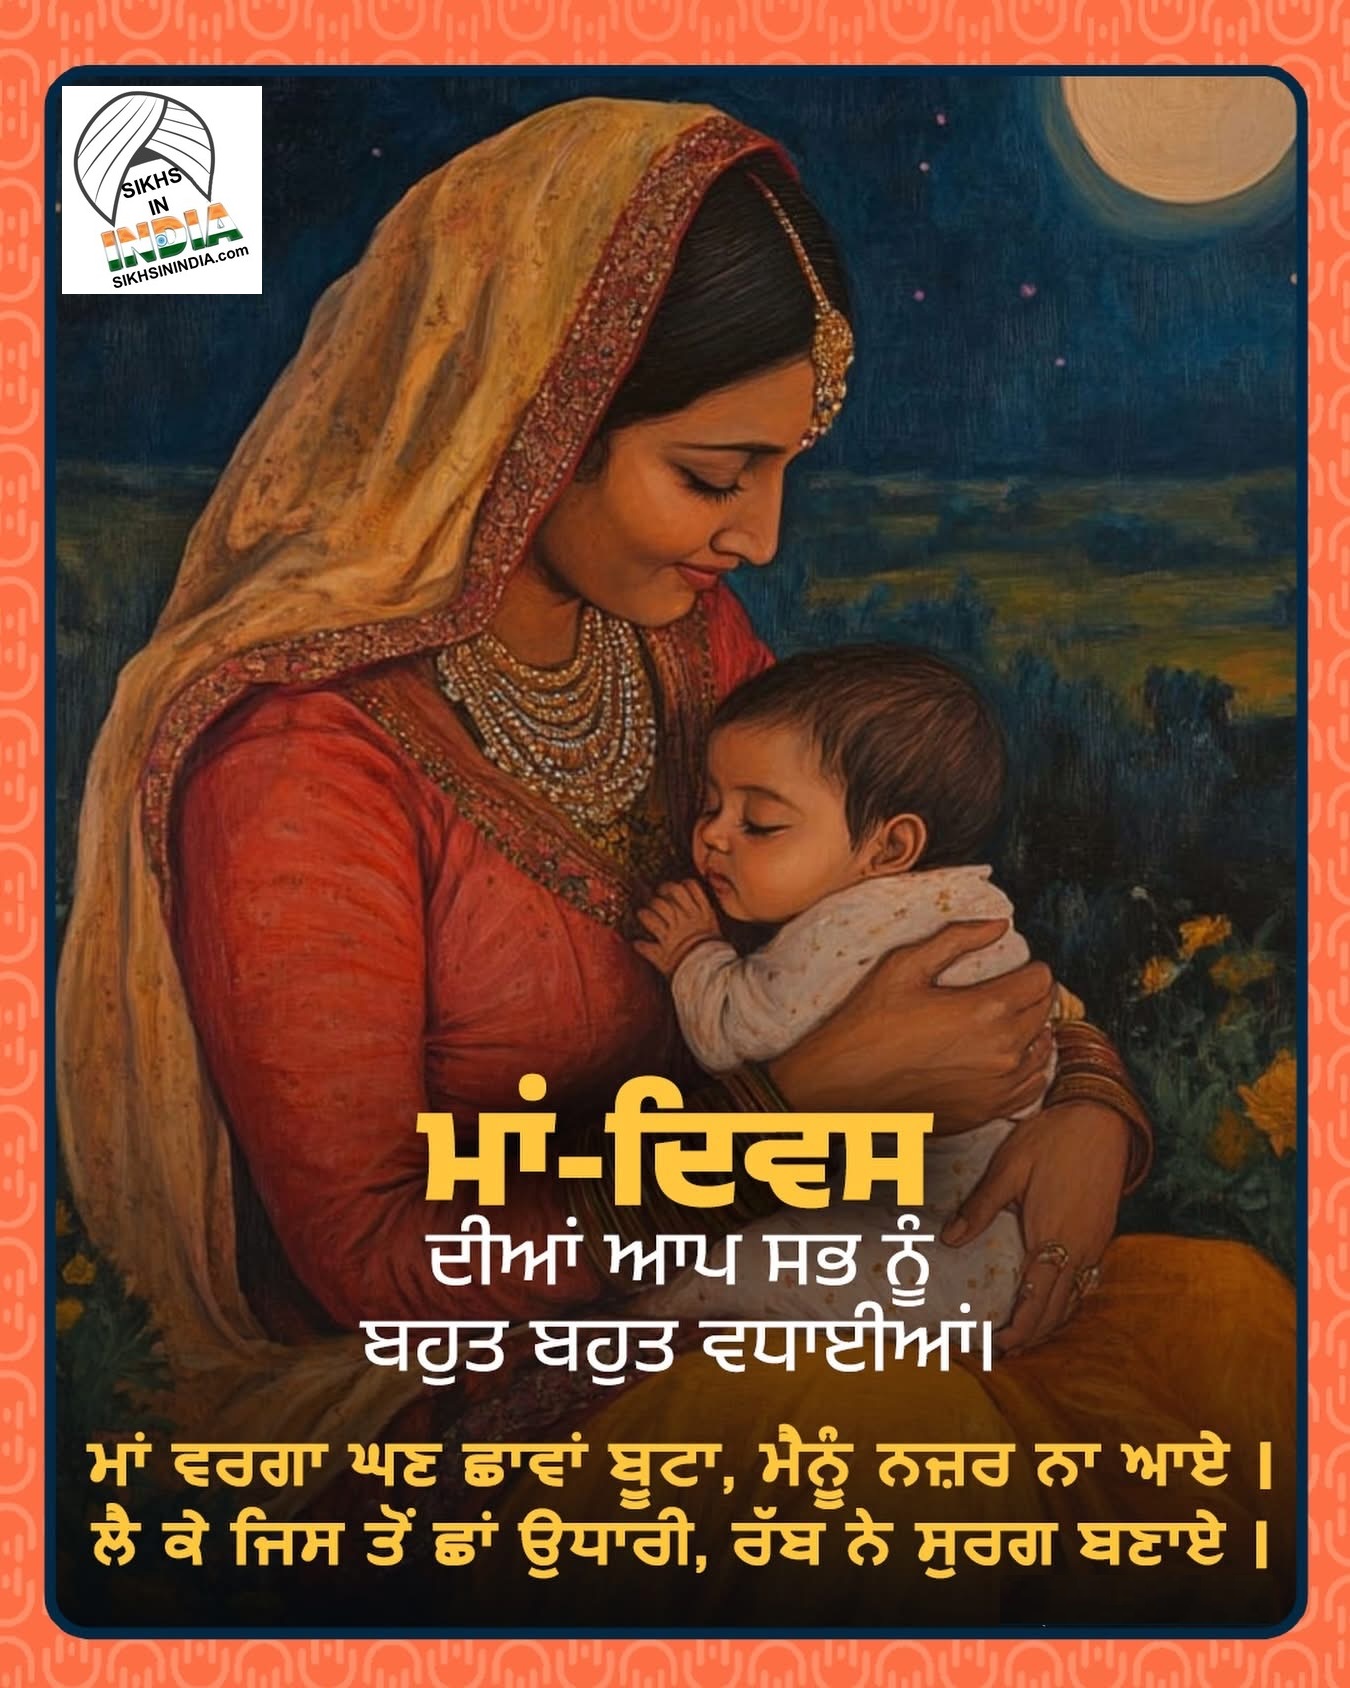 SIKHS
IN
INDIA
SIKHSININDIA.com
ਮਾਂ-ਦਿਵਸ
ਦੀਆਂ ਆਪ ਸਭ ਨੂੰ
ਬਹੁਤ ਬਹੁਤ ਵਧਾਈਆਂ।
ਮਾਂ ਵਰਗਾ ਘਣ ਛਾਵਾਂ ਬੂਟਾ, ਮੈਨੂੰ ਨਜ਼ਰ ਨਾ ਆਏ |
ਲੈ ਕੇ ਜਿਸ ਤੋਂ ਛਾਂ ਉਧਾਰੀ, ਰੱਬ ਨੇ ਸੁਰਗ ਬਣਾਏ |